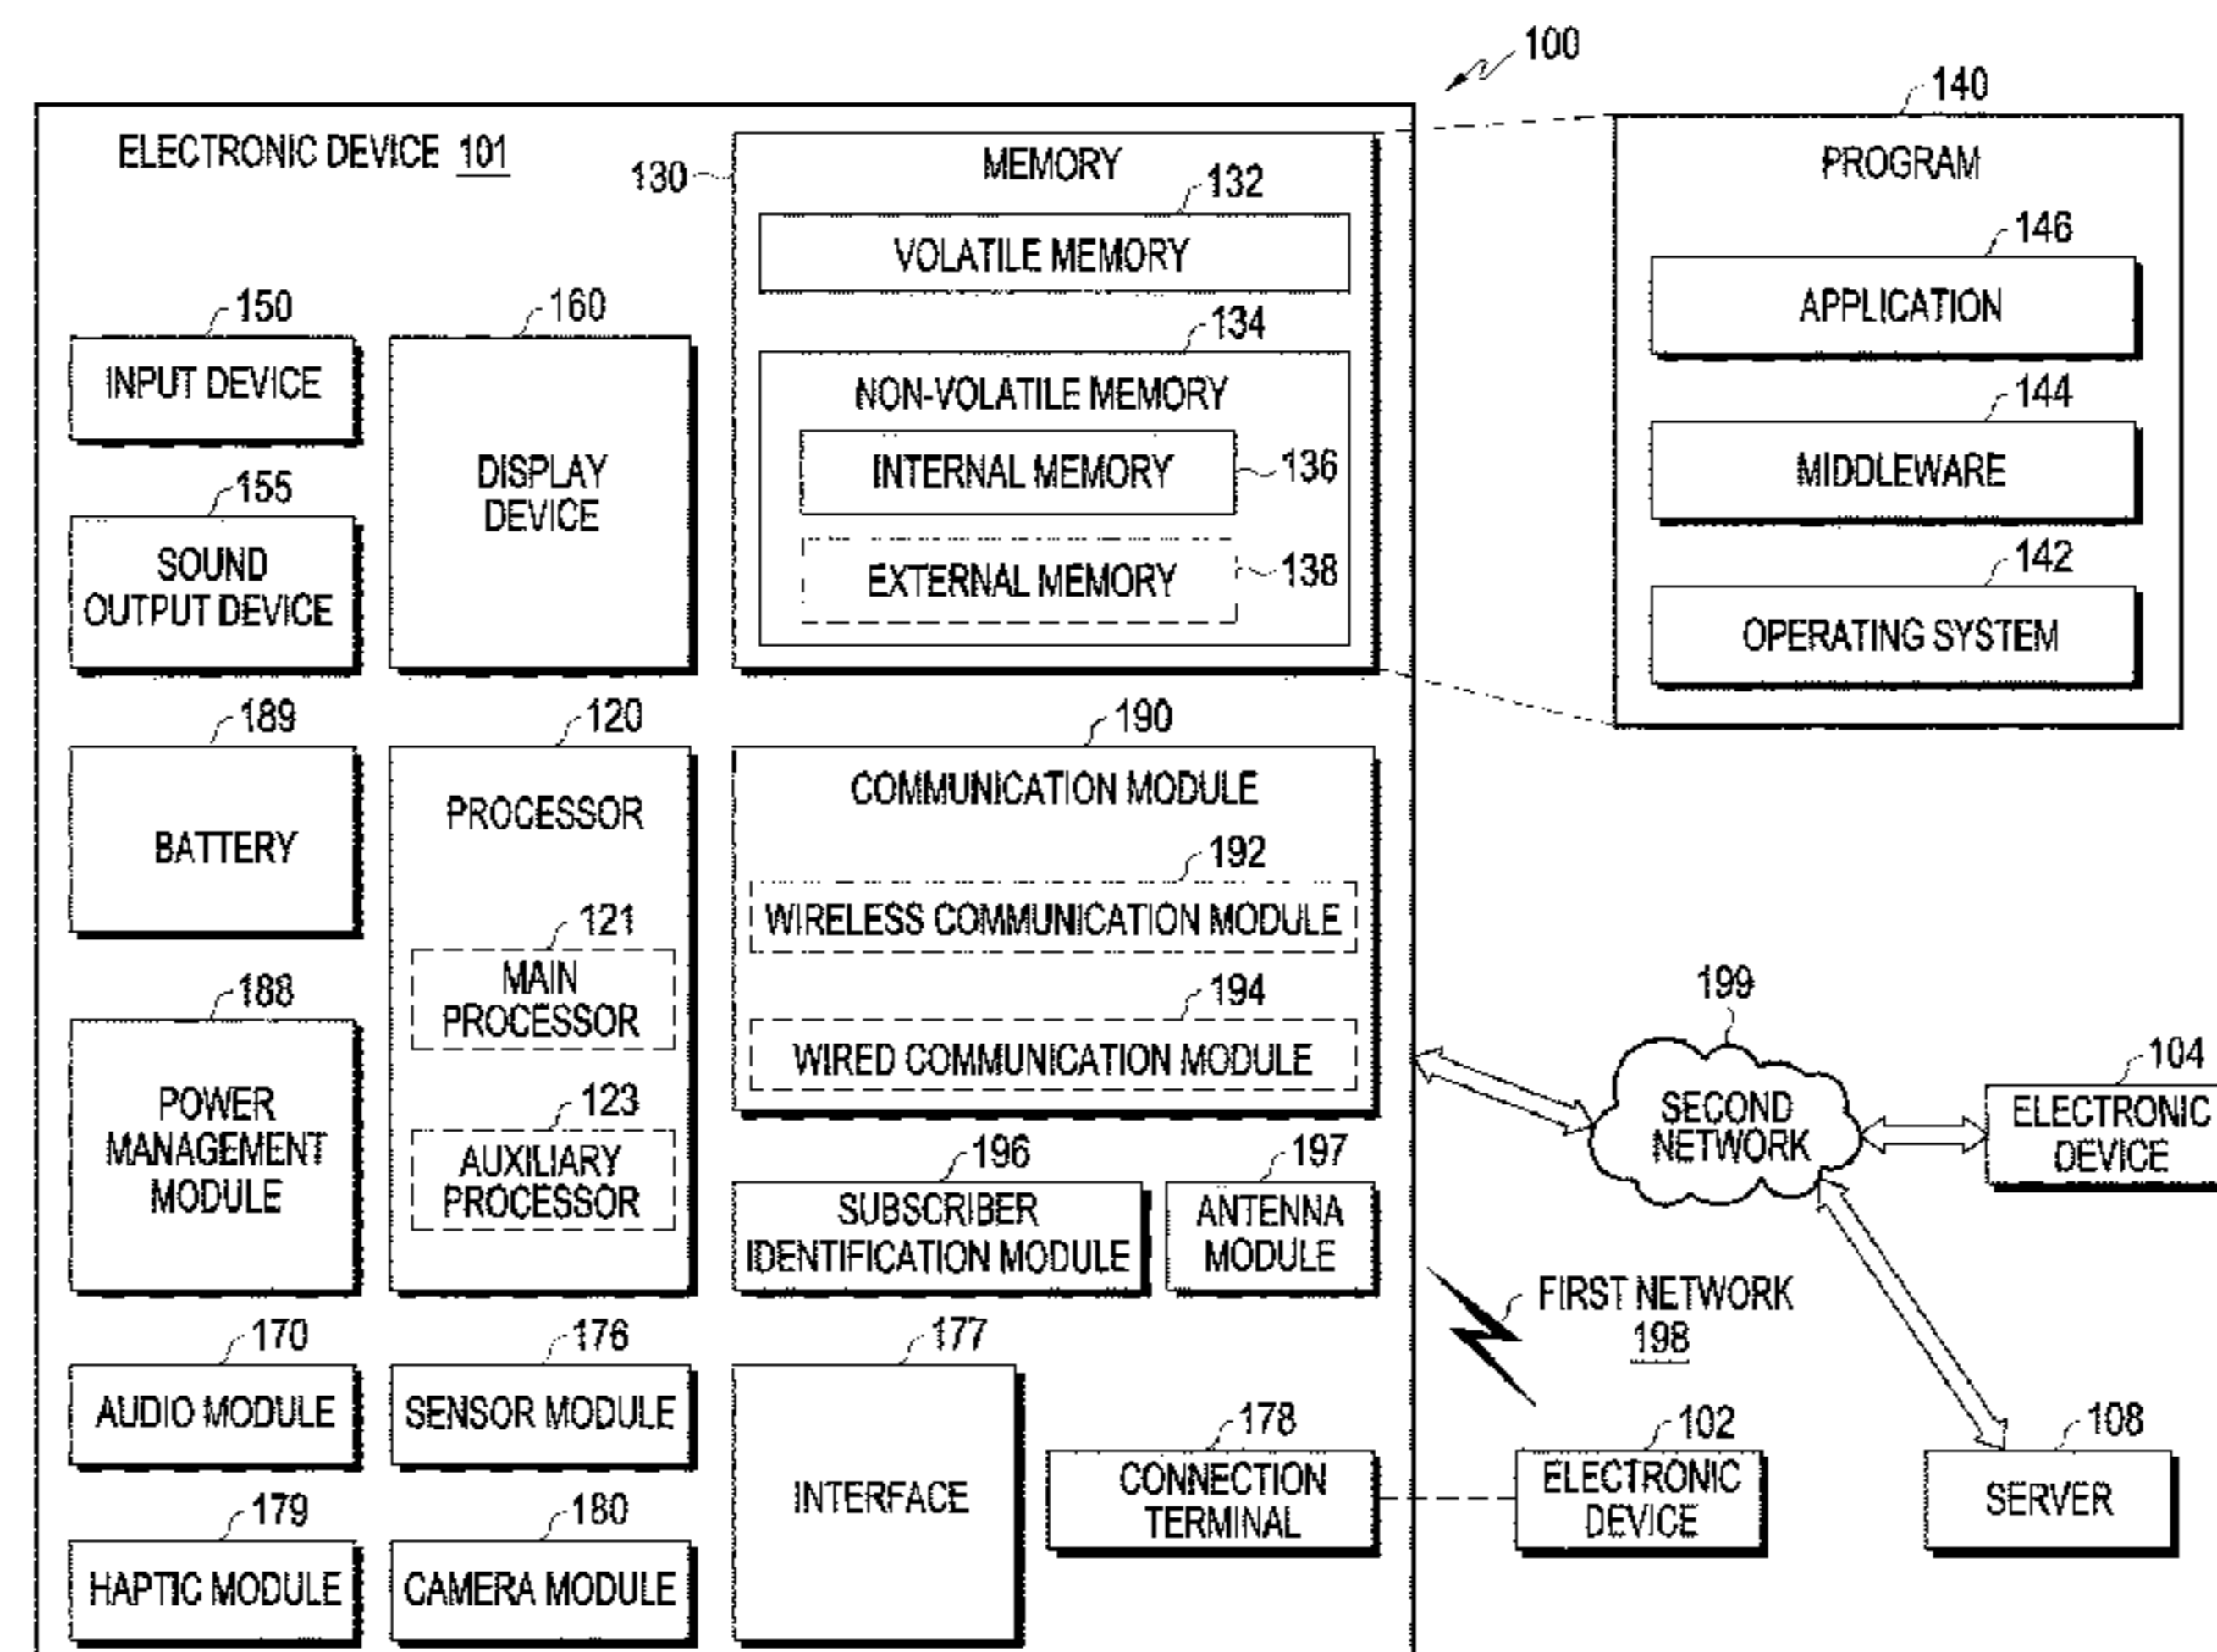 100
ELECTRONIC DEVICE 101
130
MEMORY
132
VOLATILE MEMORY
134
NON-VOLATILE MEMORY
INTERNAL MEMORY
136
EXTERNAL MEMORY
138
140
PROGRAM
146
APPLICATION
144
MIDDLEWARE
142
OPERATING SYSTEM
150
INPUT DEVICE
155
SOUND
OUTPUT DEVICE
160
DISPLAY
DEVICE
189
BATTERY
188
POWER
MANAGEMENT
MODULE
120
PROCESSOR
121
MAIN
PROCESSOR
123
AUXILIARY
PROCESSOR
190
COMMUNICATION MODULE
192
WIRELESS COMMUNICATION MODULE
194
WIRED COMMUNICATION MODULE
196
SUBSCRIBER
IDENTIFICATION MODULE
197
ANTENNA
MODULE
199
SECOND
NETWORK
104
ELECTRONIC
DEVICE
FIRST NETWORK
198
170
AUDIO MODULE
176
SENSOR MODULE
177
INTERFACE
178
CONNECTION
TERMINAL
102
ELECTRONIC
DEVICE
108
SERVER
179
HAPTIC MODULE
180
CAMERA MODULE